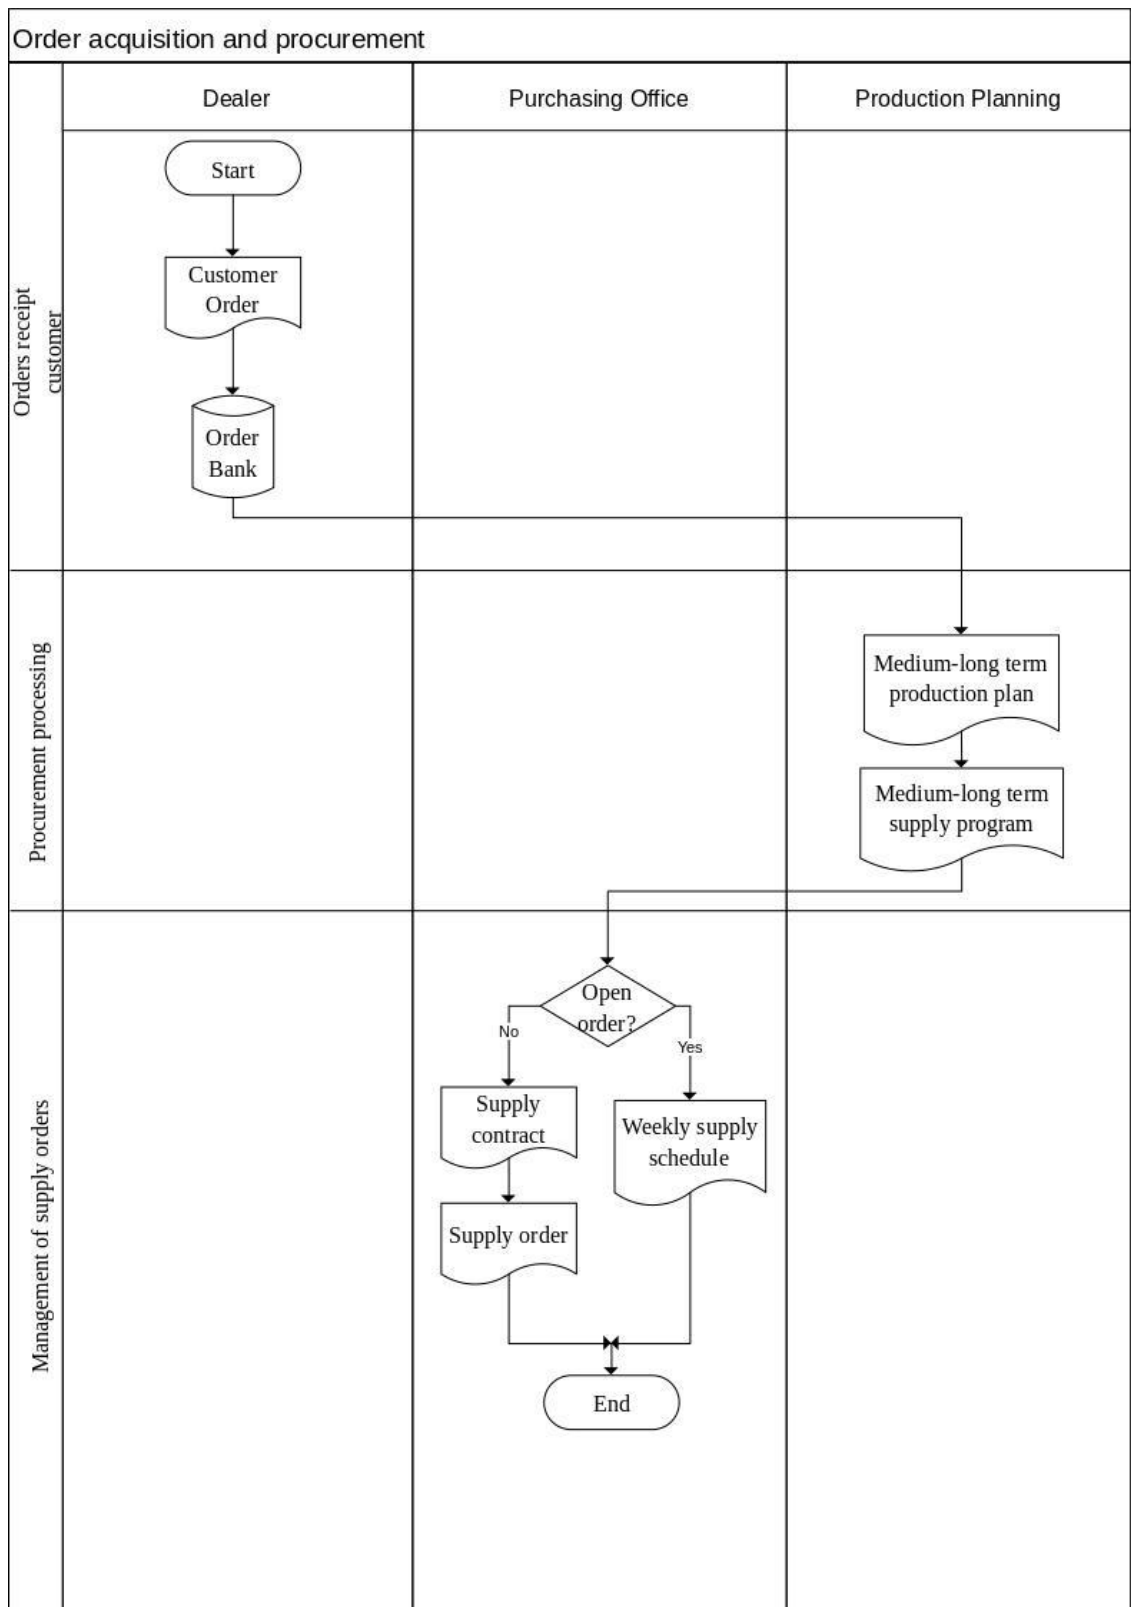 Order acquisition and procurement
Dealer
Purchasing Office
Production Planning
Orders receipt
customer
Start
Customer
Order
Order
Bank
Procurement processing
Medium-long term
production plan
Medium-long term
supply program
Management of supply orders
Open
order?
No
Yes
Supply
contract
Weekly supply
schedule
Supply order
End